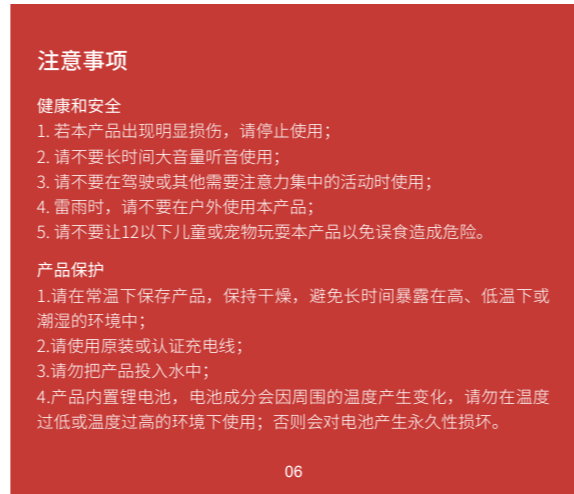 注意事项
健康和安全
1. 若本产品出现明显损伤，请停止使用；
2. 请不要长时间大音量听音使用；
3. 请不要在驾驶或其他需要注意力集中的活动时使用；
4. 雷雨时，请不要在户外使用本产品；
5. 请不要让12以下儿童或宠物玩耍本产品以免误食造成危险。
产品保护
1.请在常温下保存产品，保持干燥，避免长时间暴露在高、低温下或
潮湿的环境中；
2.请使用原装或认证充电线；
3.请勿把产品投入水中；
4.产品内置锂电池，电池成分会因周围的温度产生变化，请勿在温度
过低或温度过高的环境下使用；否则会对电池产生永久性损坏。
06